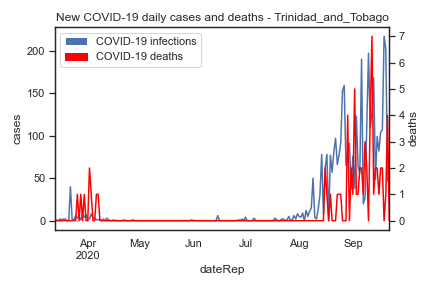 New COVID-19 daily cases and deaths - Trinidad_and_Tobago
COVID-19 infections
COVID-19 deaths
200
150
100
50
0
cases
7
6
5
4
3
2
1
0
deaths
Apr May Jun Jul Aug Sep
2020
dateRep